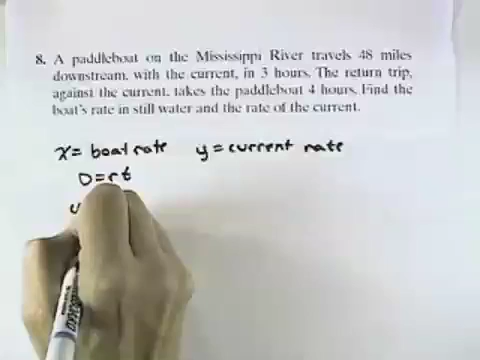 8. A paddleboat on the Mississippi River travels 48 miles
downstream, with the current, in 3 hours. The return trip,
against the current, takes the paddleboat 4 hours. Find the
boat's rate in still water and the rate of the current.
x = boat rate y = current rate
D = rt